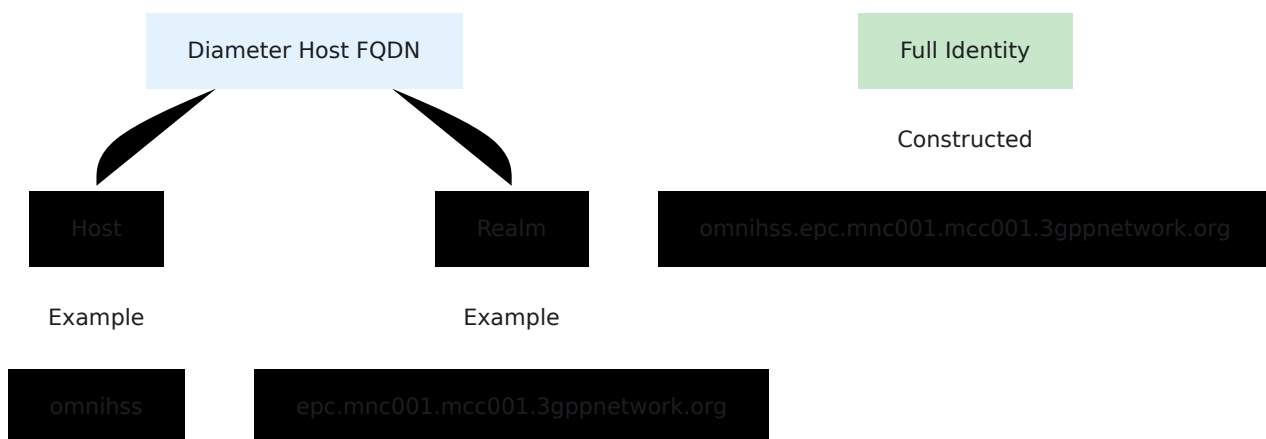 Diameter Host FQDN
Full Identity
Constructed
Host
Realm
omnihss.epc.mnc001.mcc001.3gppnetwork.org
Example
Example
omnihss
epc.mnc001.mcc001.3gppnetwork.org